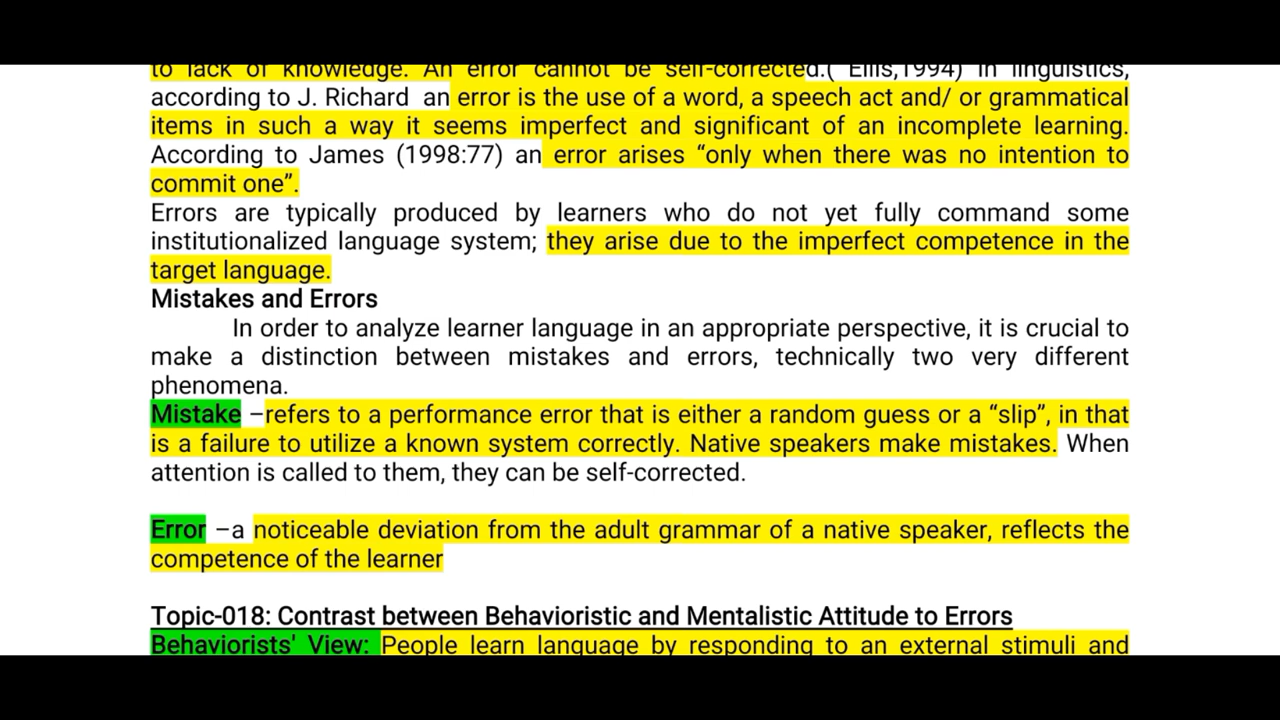 to lack of knowledge. An error cannot be self-corrected.( Ellis,1994) In linguistics,
according to J. Richard an error is the use of a word, a speech act and/ or grammatical
items in such a way it seems imperfect and significant of an incomplete learning.
According to James (1998:77) an error arises “only when there was no intention to
commit one”.
Errors are typically produced by learners who do not yet fully command some
institutionalized language system; they arise due to the imperfect competence in the
target language.
Mistakes and Errors
In order to analyze learner language in an appropriate perspective, it is crucial to
make a distinction between mistakes and errors, technically two very different
phenomena.
Mistake –refers to a performance error that is either a random guess or a “slip”, in that
is a failure to utilize a known system correctly. Native speakers make mistakes. When
attention is called to them, they can be self-corrected.
Error –a noticeable deviation from the adult grammar of a native speaker, reflects the
competence of the learner
Topic-018: Contrast between Behavioristic and Mentalistic Attitude to Errors
Behaviorists' View: People learn language by responding to an external stimuli and